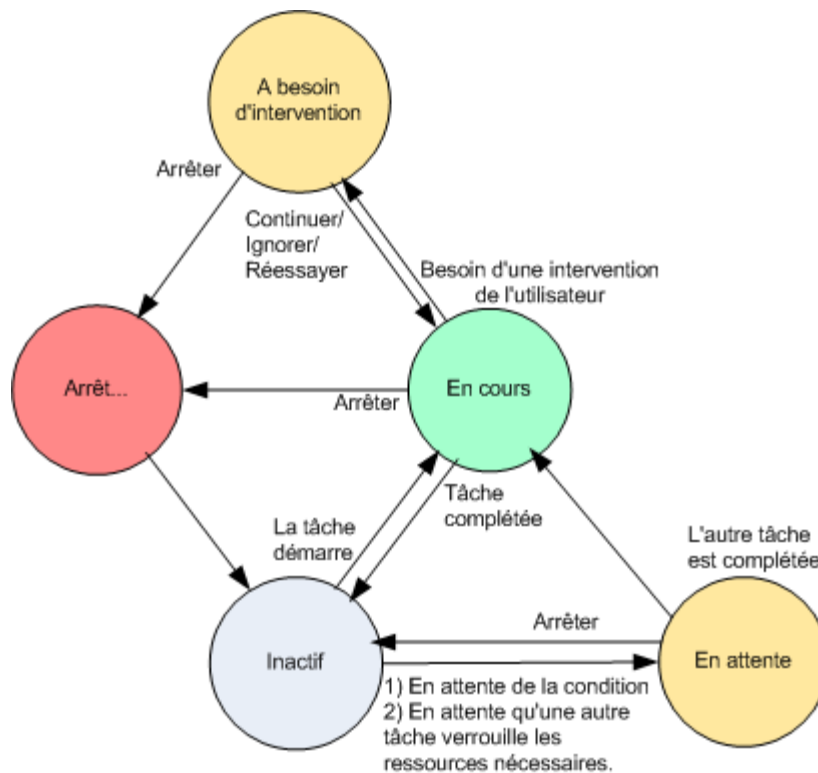 A besoin
d'intervention
Arrêter
Continuer/
Ignorer/
Réessayer
Besoin d'une intervention
de l'utilisateur
Arrêt...
En cours
Arrêter
Tâche
complétée
La tâche
démarre
L'autre tâche
est complétée
Arrêter
Inactif
En attente
1) En attente de la condition
2) En attente qu'une autre
tâche verrouille les
ressources nécessaires.